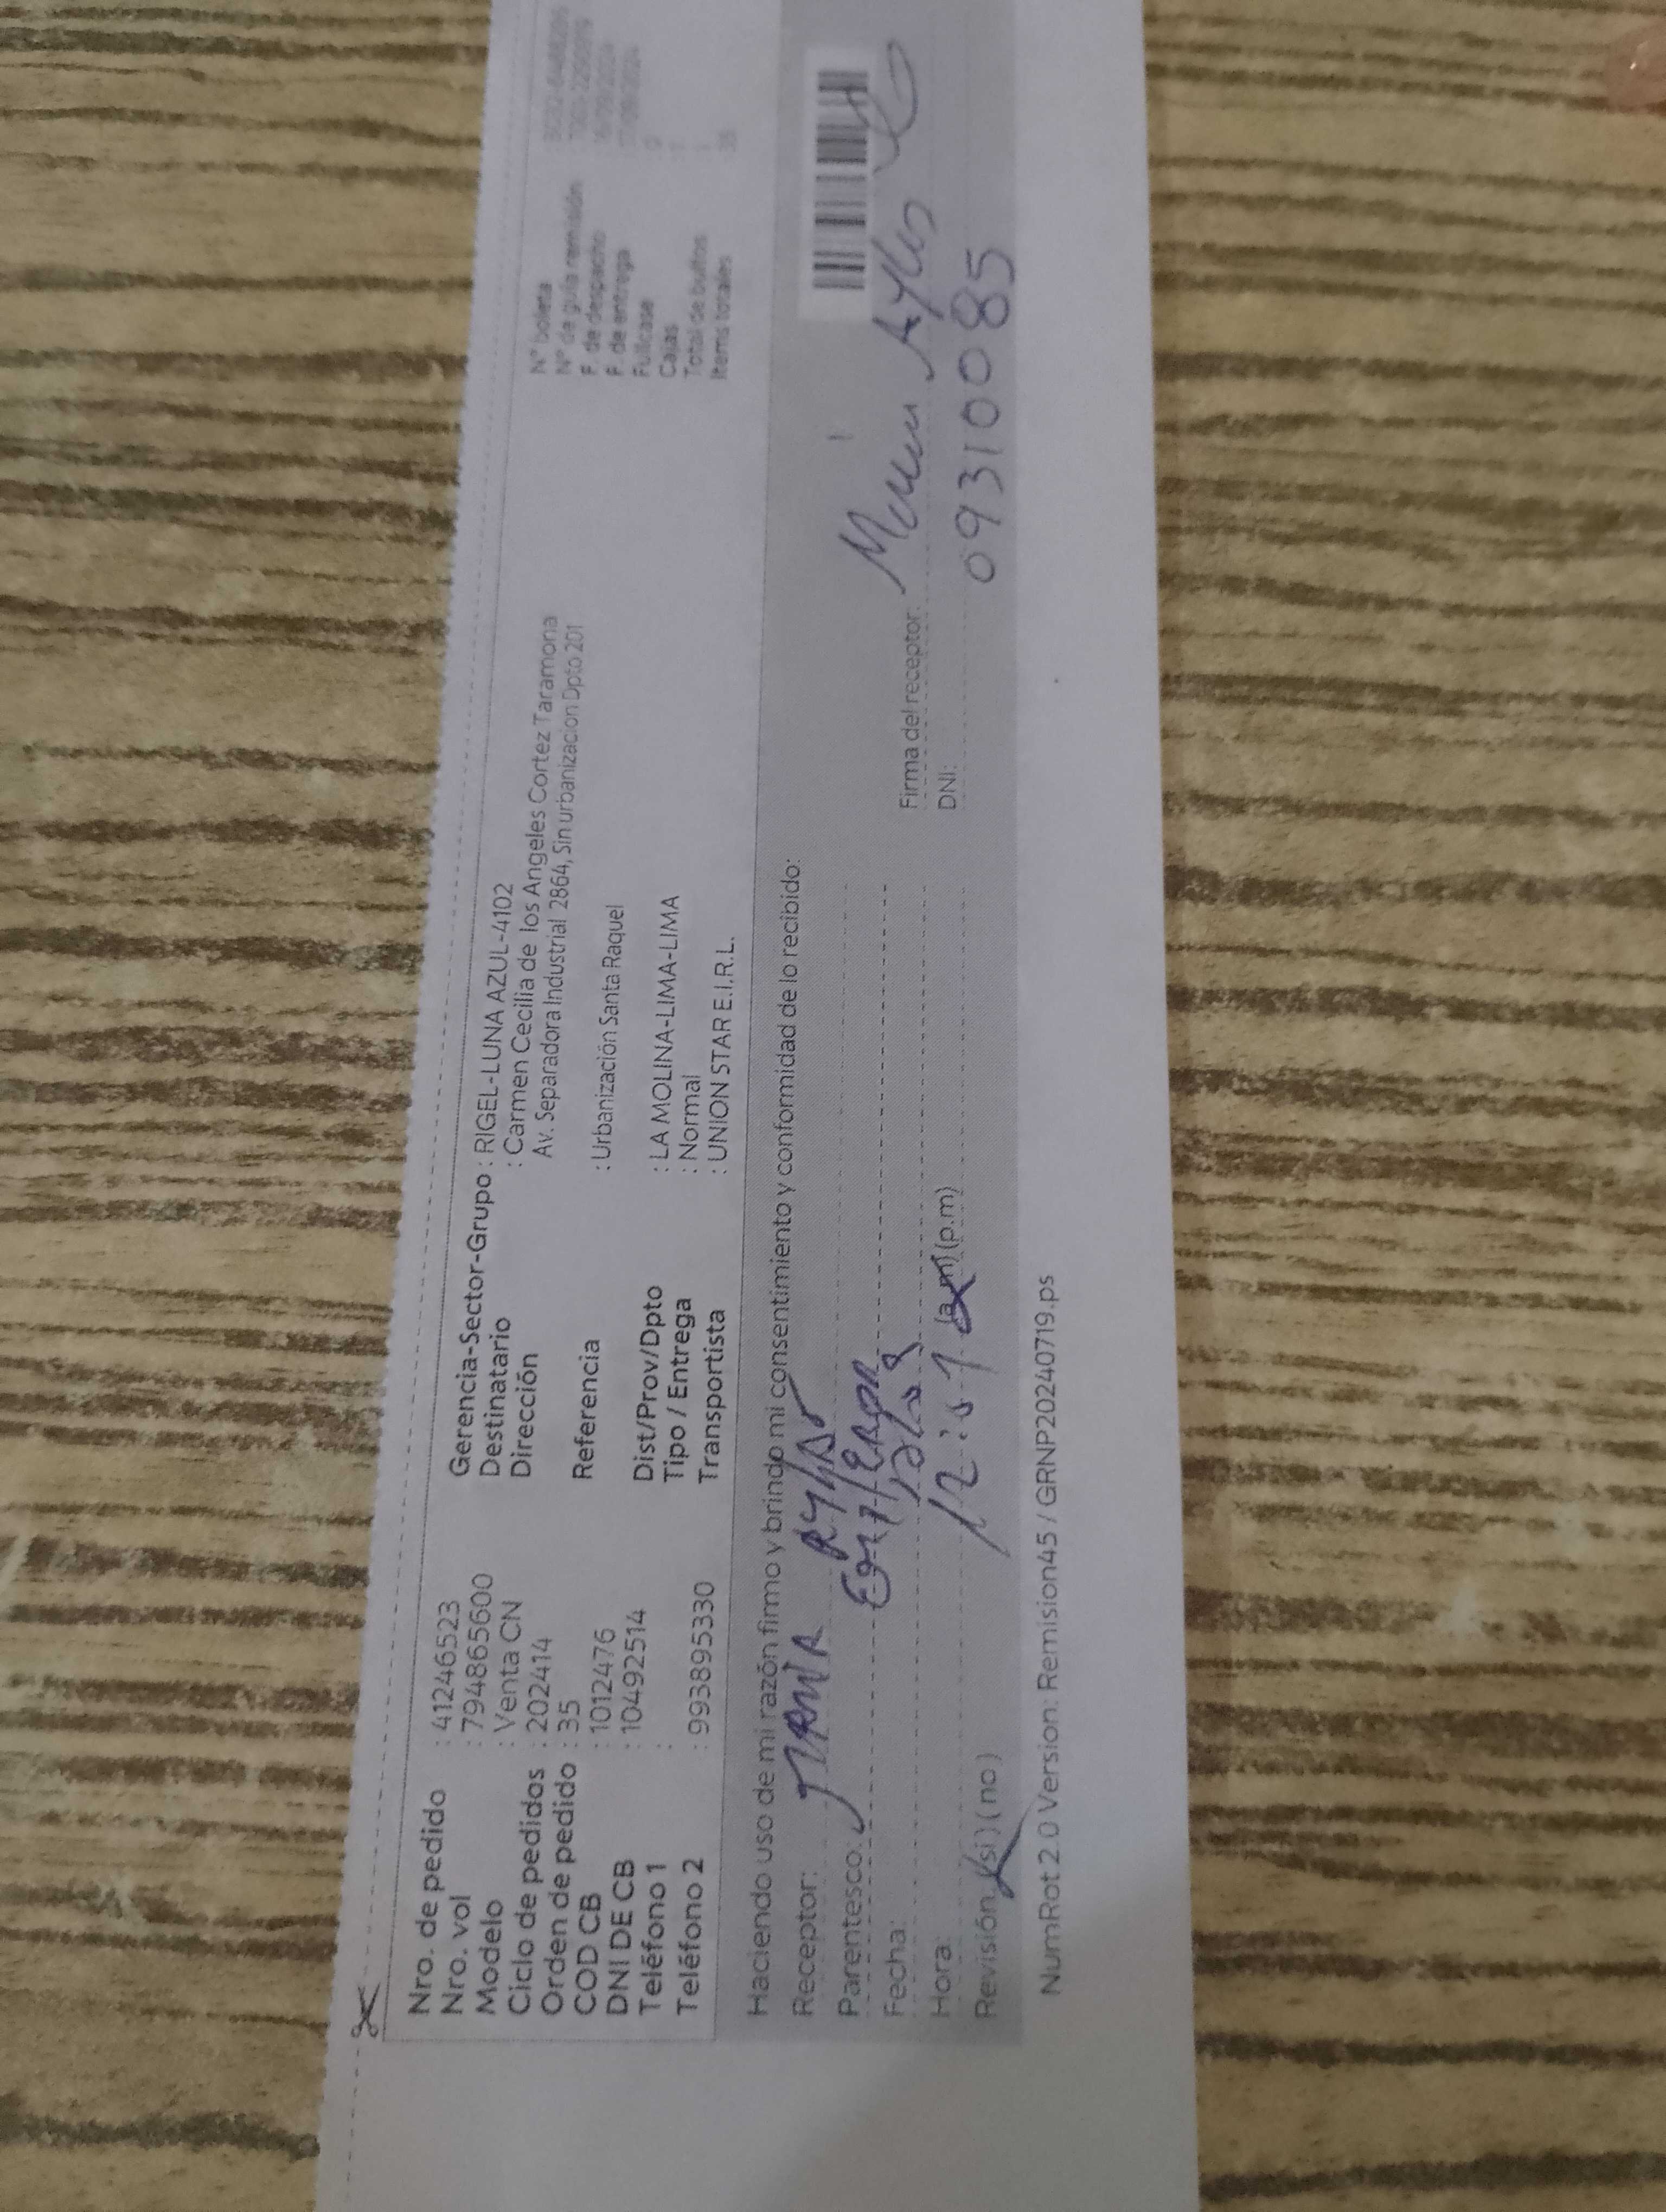 Nro. de pedido : 41246523
Nro. vol : 794865600
Modelo : Venta CN
Ciclo de pedidos : 202414
Orden de pedido : 35
COD CB : 1012476
DNI DE CB : 10492514
Teléfono 1 :
Teléfono 2 : 993895330
Gerencia-Sector-Grupo : RIGEL-LUNA AZUL-4102
Destinatario : Carmen Cecilia de los Angeles Cortez Taramona
Dirección Av. Separadora Industrial 2864, Sin urbanizacion Dpto 201
Referencia : Urbanización Santa Raquel
Dist/Prov/Dpto : LA MOLINA-LIMA-LIMA
Tipo / Entrega : Normal
Transportista : UNION STAR E.I.R.L.
N° boleta
N° de guía remisión
F. de despacho
F. de entrega
Fullcase
Cajas
Total de bultos
Items totales
Haciendo uso de mi razón firmo y brindo mi consentimiento y conformidad de lo recibido:
Receptor:
Parentesco:
Fecha:
Hora: (a.m) (p.m)
Revisión (si) (no)
Firma del receptor:
DNI: 09310085
NumRot 2.0 Version: Remision45 / GRNP20240719.ps